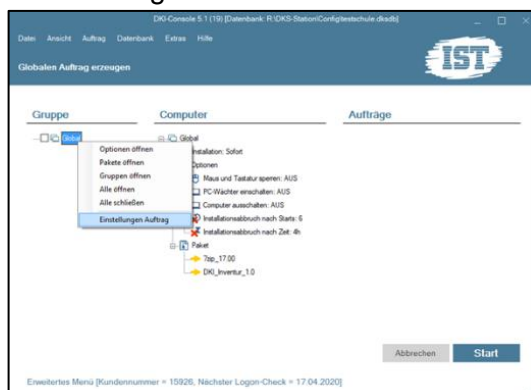 DKI-Console 5.1 (19) [Datenbank: R:\DKS-Station\Config\testschule.dksdb]
Datei Ansicht Auftrag Datenbank Extras Hilfe
Globalen Auftrag erzeugen
IST
Gruppe Computer Aufträge
Global
Optionen öffnen
Pakete öffnen
Gruppen öffnen
Alle öffnen
Alle schließen
Einstellungen Auftrag
Global
Installation: Sofort
Optionen
Maus und Tastatur sperren: AUS
PC-Wächter einschalten: AUS
Computer ausschalten: AUS
Installationsabbruch nach Starts: 6
Installationsabbruch nach Zeit: 4h
Paket
7zip_17.00
DKI_Inventur_1.0
Abbrechen Start
Erweitertes Menü [Kundennummer = 15926, Nächster Logon-Check = 17.04.2020]